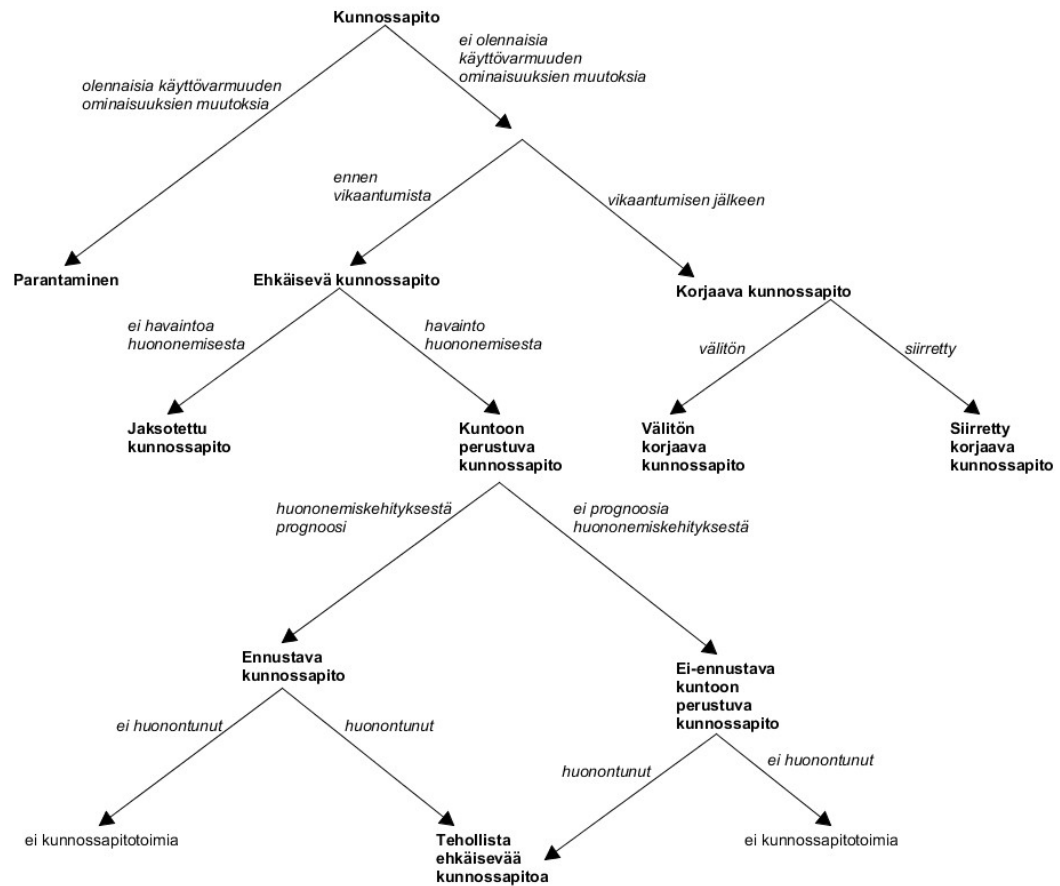 Kunnossapito
ei olennaisia
käyttövarmuuden
ominaisuuksien muutoksia
olennaisia käyttövarmuuden
ominaisuuksien muutoksia
ennen
vikaantumista
vikaantumisen jälkeen
Parantaminen
Ehkäisevä kunnossapito
Korjaava kunnossapito
ei havaintoa
huononemisesta
havainto
huononemisesta
välitön
siirretty
Jaksotettu
kunnossapito
Kuntoon
perustuva
kunnossapito
Välitön
korjaava
kunnossapito
Siirretty
korjaava
kunnossapito
huononemiskehityksestä
prognoosi
ei prognoosia
huononemiskehityksestä
Ennustava
kunnossapito
Ei-ennustava
kuntoon
perustuva
kunnossapito
ei huonontunut
huonontunut
huonontunut
ei huonontunut
ei kunnossapitotoimia
Tehollista
ehkäisevää
kunnossapitoa
ei kunnossapitotoimia